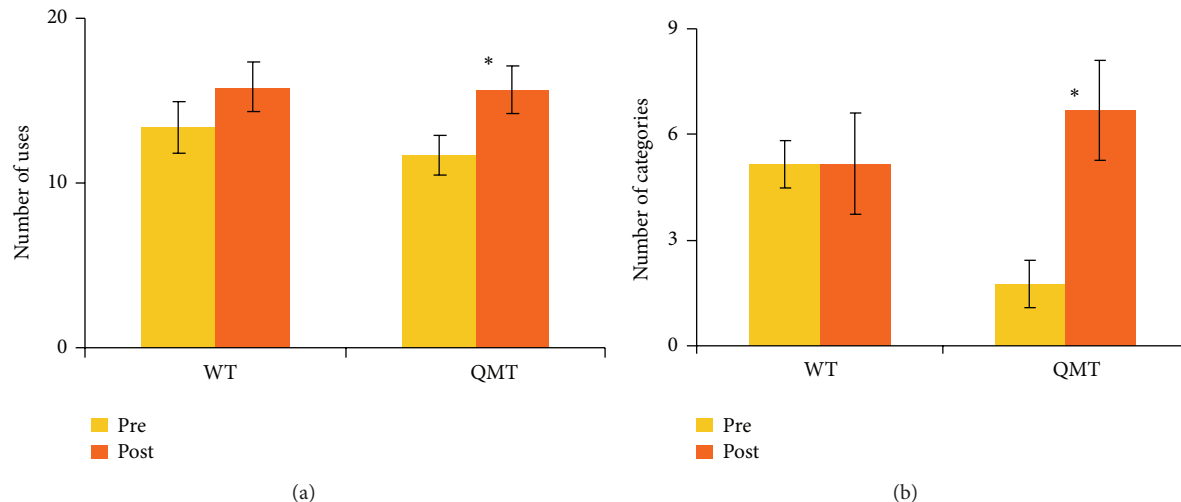 20
10
0
Number of uses
*
WT
QMT
Pre
Post
(a)
9
6
3
0
Number of categories
*
WT
QMT
Pre
Post
(b)